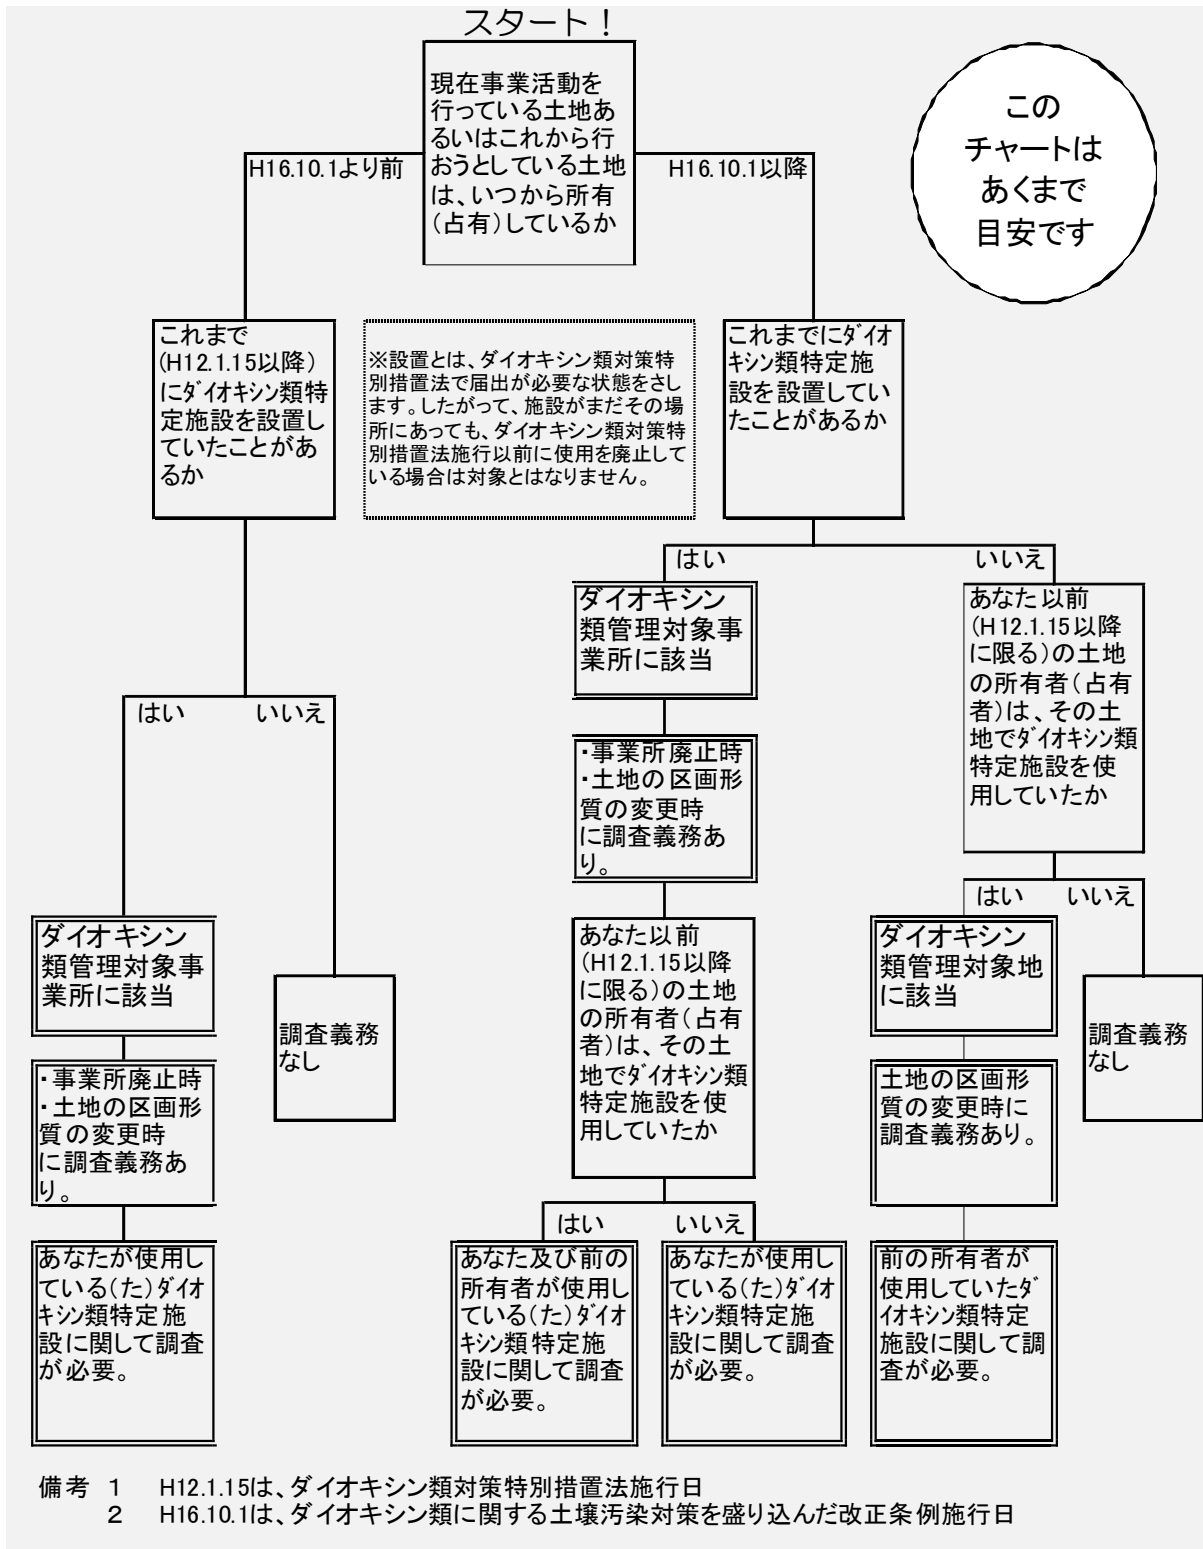 スタート！
現在事業活動を
行っている土地あ
るいはこれから行
おうとしている土地
は、いつから所有
（占有）しているか
この
チャートは
あくまで
目安です
H16.10.1より前
H16.10.1以降
これまで
(H12.1.15以降）
にﾀﾞｲｵｷｼﾝ類特
定施設を設置し
ていたことがあ
るか
※設置とは、ダイオキシン類対策特
別措置法で届出が必要な状態をさし
ます。したがって、施設がまだその場
所にあっても、ダイオキシン類対策特
別措置法施行以前に使用を廃止して
いる場合は対象とはなりません。
これまでにﾀﾞｲｵ
ｷｼﾝ類特定施
設を設置してい
たことがあるか
はい
いいえ
ダイオキシン
類管理対象事
業所に該当
・事業所廃止時
・土地の区画形
質の変更時
に調査義務あ
り。
あなた以前
(H12.1.15以降
に限る）の土地
の所有者（占有
者）は、その土
地でﾀﾞｲｵｷｼﾝ類
特定施設を使
用していたか
はい
いいえ
あなた及び前の
所有者が使用し
ている（た）ﾀﾞｲｵ
ｷｼﾝ類特定施
設に関して調査
が必要。
あなたが使用し
ている（た）ﾀﾞｲｵ
ｷｼﾝ類特定施
設に関して調査
が必要。
あなた以前
(H12.1.15以降
に限る）の土地
の所有者（占有
者）は、その土
地でﾀﾞｲｵｷｼﾝ類
特定施設を使
用していたか
はい
いいえ
ダイオキシン
類管理対象地
に該当
土地の区画形
質の変更時に
調査義務あり。
前の所有者が
使用していたﾀﾞ
ｲｵｷｼﾝ類特定
施設に関して調
査が必要。
調査義務
なし
はい
いいえ
ダイオキシン
類管理対象事
業所に該当
・事業所廃止時
・土地の区画形
質の変更時
に調査義務あ
り。
あなたが使用し
ている（た）ﾀﾞｲｵ
ｷｼﾝ類特定施
設に関して調査
が必要。
調査義務
なし
備考 1 H12.1.15は、ダイオキシン類対策特別措置法施行日
2 H16.10.1は、ダイオキシン類に関する土壌汚染対策を盛り込んだ改正条例施行日